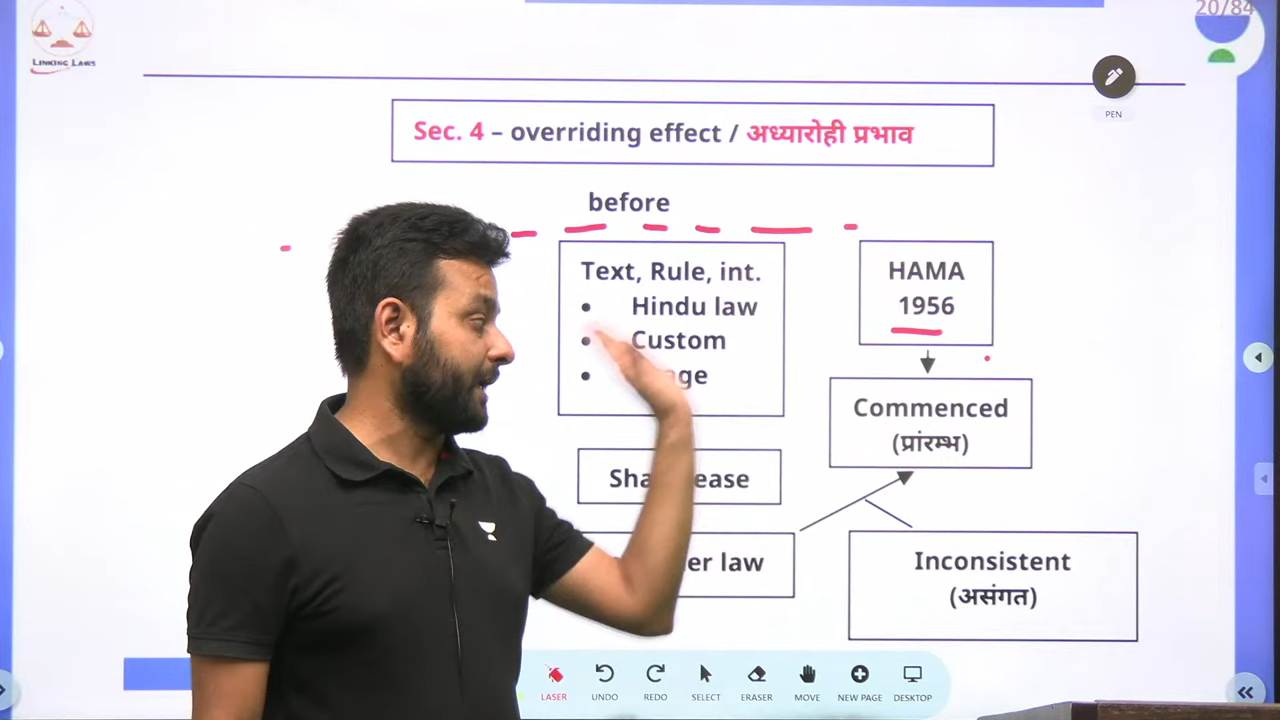 20/84
LINKING LAWS
PEN
Sec. 4 – overriding effect / अध्यारोही प्रभाव
before
Text, Rule, int.
• Hindu law
• Custom
•
HAMA
1956
Commenced
(प्रांरम्भ)
law
Inconsistent
(असंगत)
LASER
UNDO
REDO
SELECT
ERASER
MOVE
NEW PAGE
DESKTOP